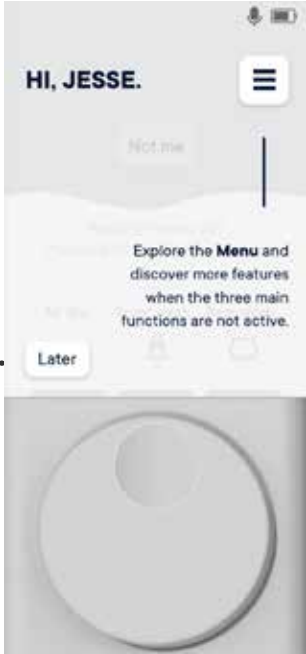 HI, JESSE.
Not me
Explore the Menu and
discover more features
when the three main
functions are not active.
Later